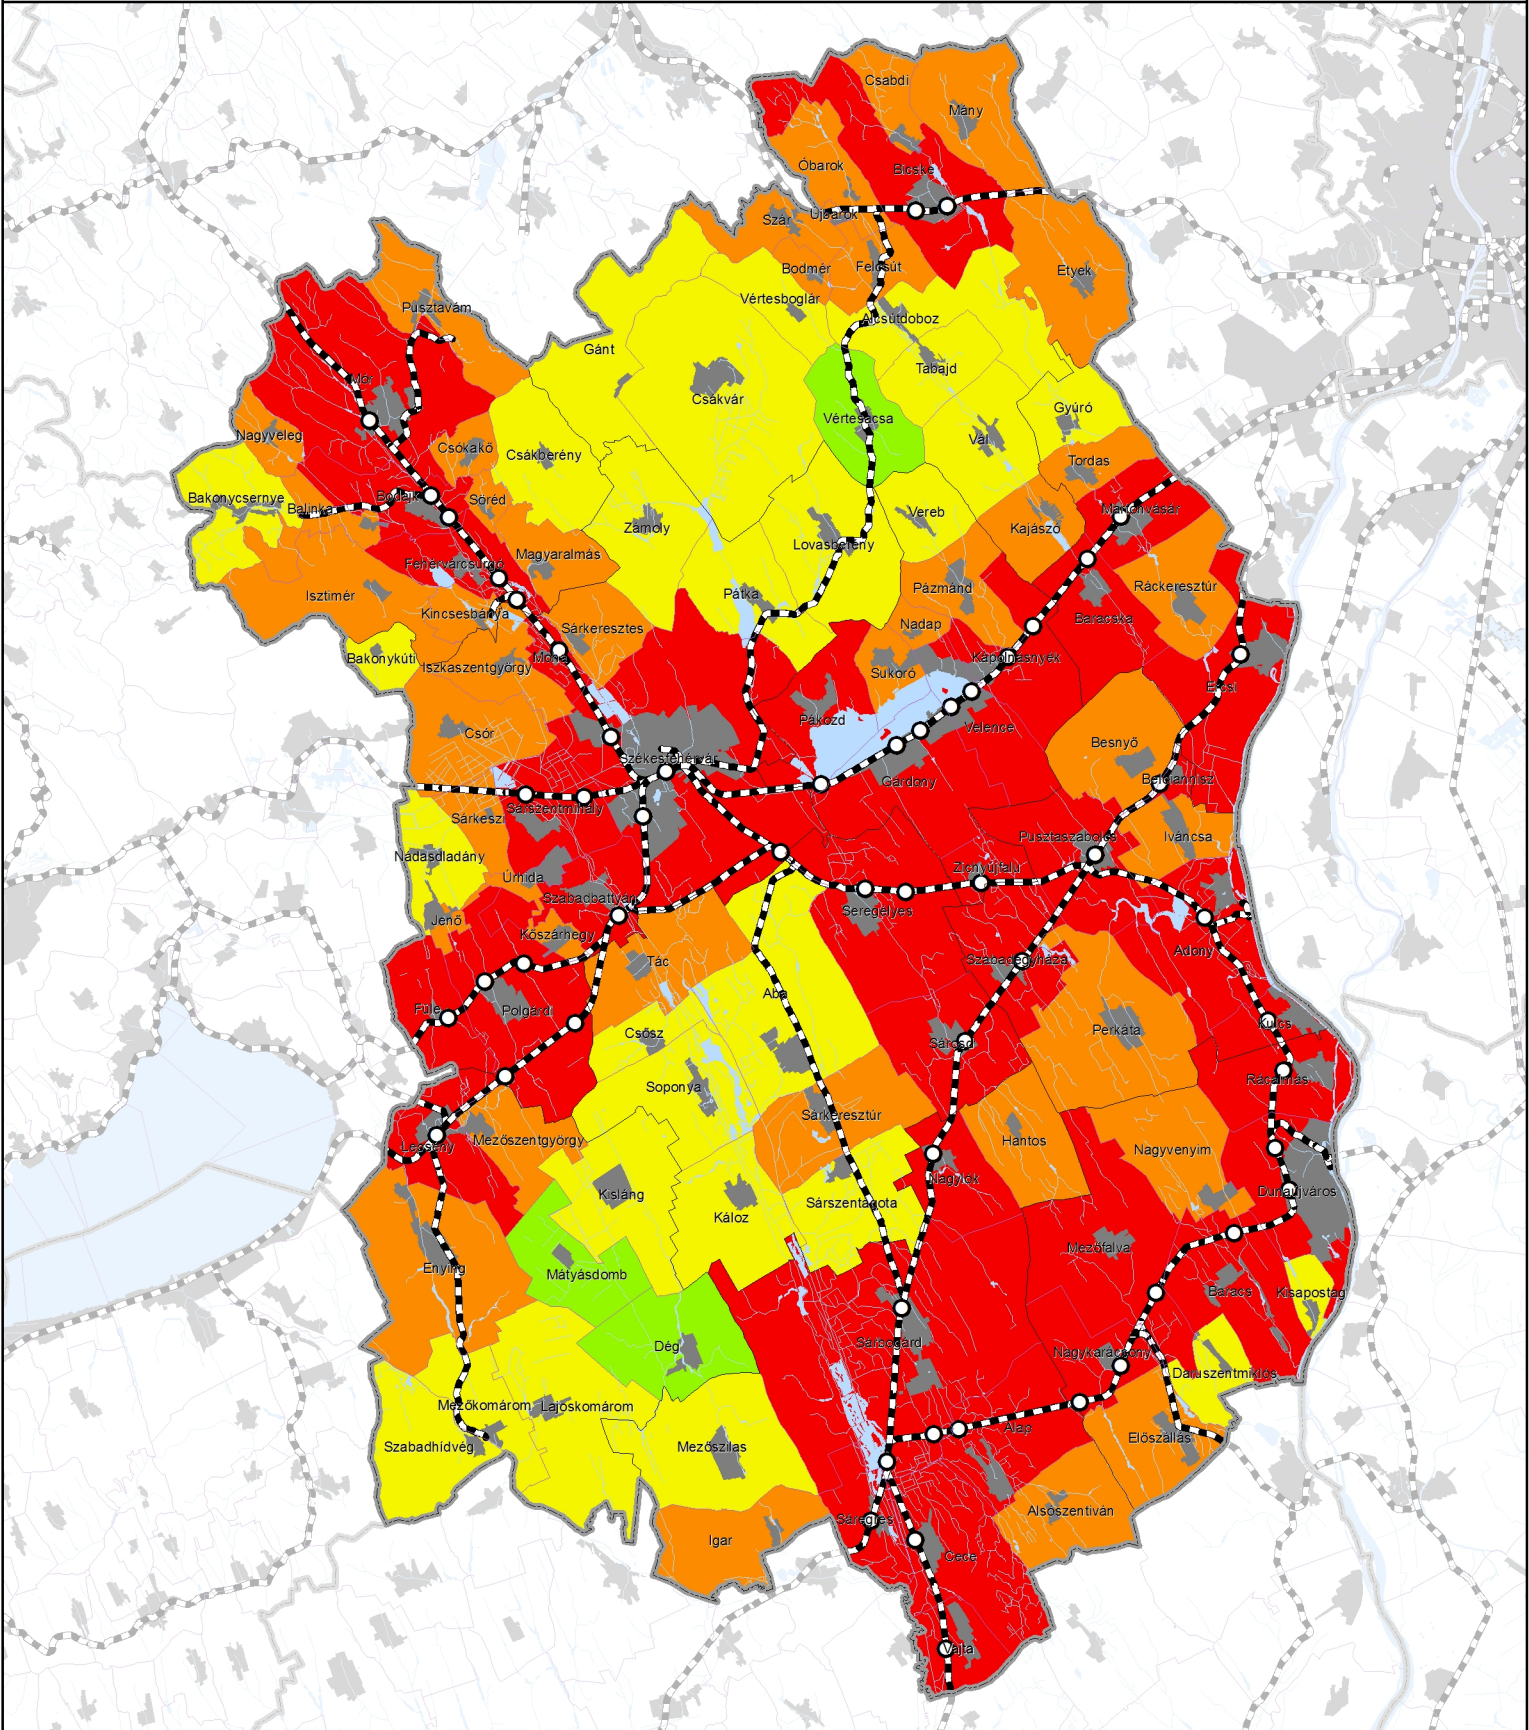 Csabdi
Mány
Óbarok
Bicske
Szár
Újbarok
Bodmér
Felcsút
Etyek
Vértesboglár
Alcsútdoboz
Pusztavám
Gánt
Tabajd
Mór
Csákvár
Gyúró
Vértesacsa
Nagyveleg
Csókakő
Csákberény
Vál
Tordas
Bakonycsernye
Balinka
Bodajk
Söréd
Zámoly
Vereb
Kajászó
Martonvásár
Lovasberény
Magyaralmás
Fehérvárcsurgó
Isztimér
Pátka
Pázmánd
Ráckeresztúr
Kincsesbánya
Sárkeresztes
Nadap
Baracska
Bakonykúti
Iszkaszentgyörgy
Moha
Kápolnásnyék
Sukoró
Ercsi
Csór
Pákozd
Velence
Besnyő
Székesfehérvár
Gárdony
Beloiannisz
Sárszentmihály
Sárkeszi
Pusztaszabolcs
Iváncsa
Nádasdladány
Úrhida
Zichyújfalu
Szabadbattyán
Seregélyes
Jenő
Kőszárhegy
Adony
Tác
Szabadegyháza
Aba
Füle
Polgárdi
Kulcs
Csősz
Perkáta
Sárosd
Soponya
Rácalmás
Sárkeresztúr
Lepsény
Mezőszentgyörgy
Hantos
Nagyvenyim
Nagylók
Kisláng
Dunaújváros
Káloz
Sárszentágota
Mezőfalva
Enying
Mátyásdomb
Baracs
Kisapostag
Dég
Sárbogárd
Nagykarácsony
Daruszentmiklós
Mezőkomárom
Lajoskomárom
Alap
Előszállás
Szabadhídvég
Mezőszilas
Alsószentiván
Sáregres
Igar
Cece
Vajta